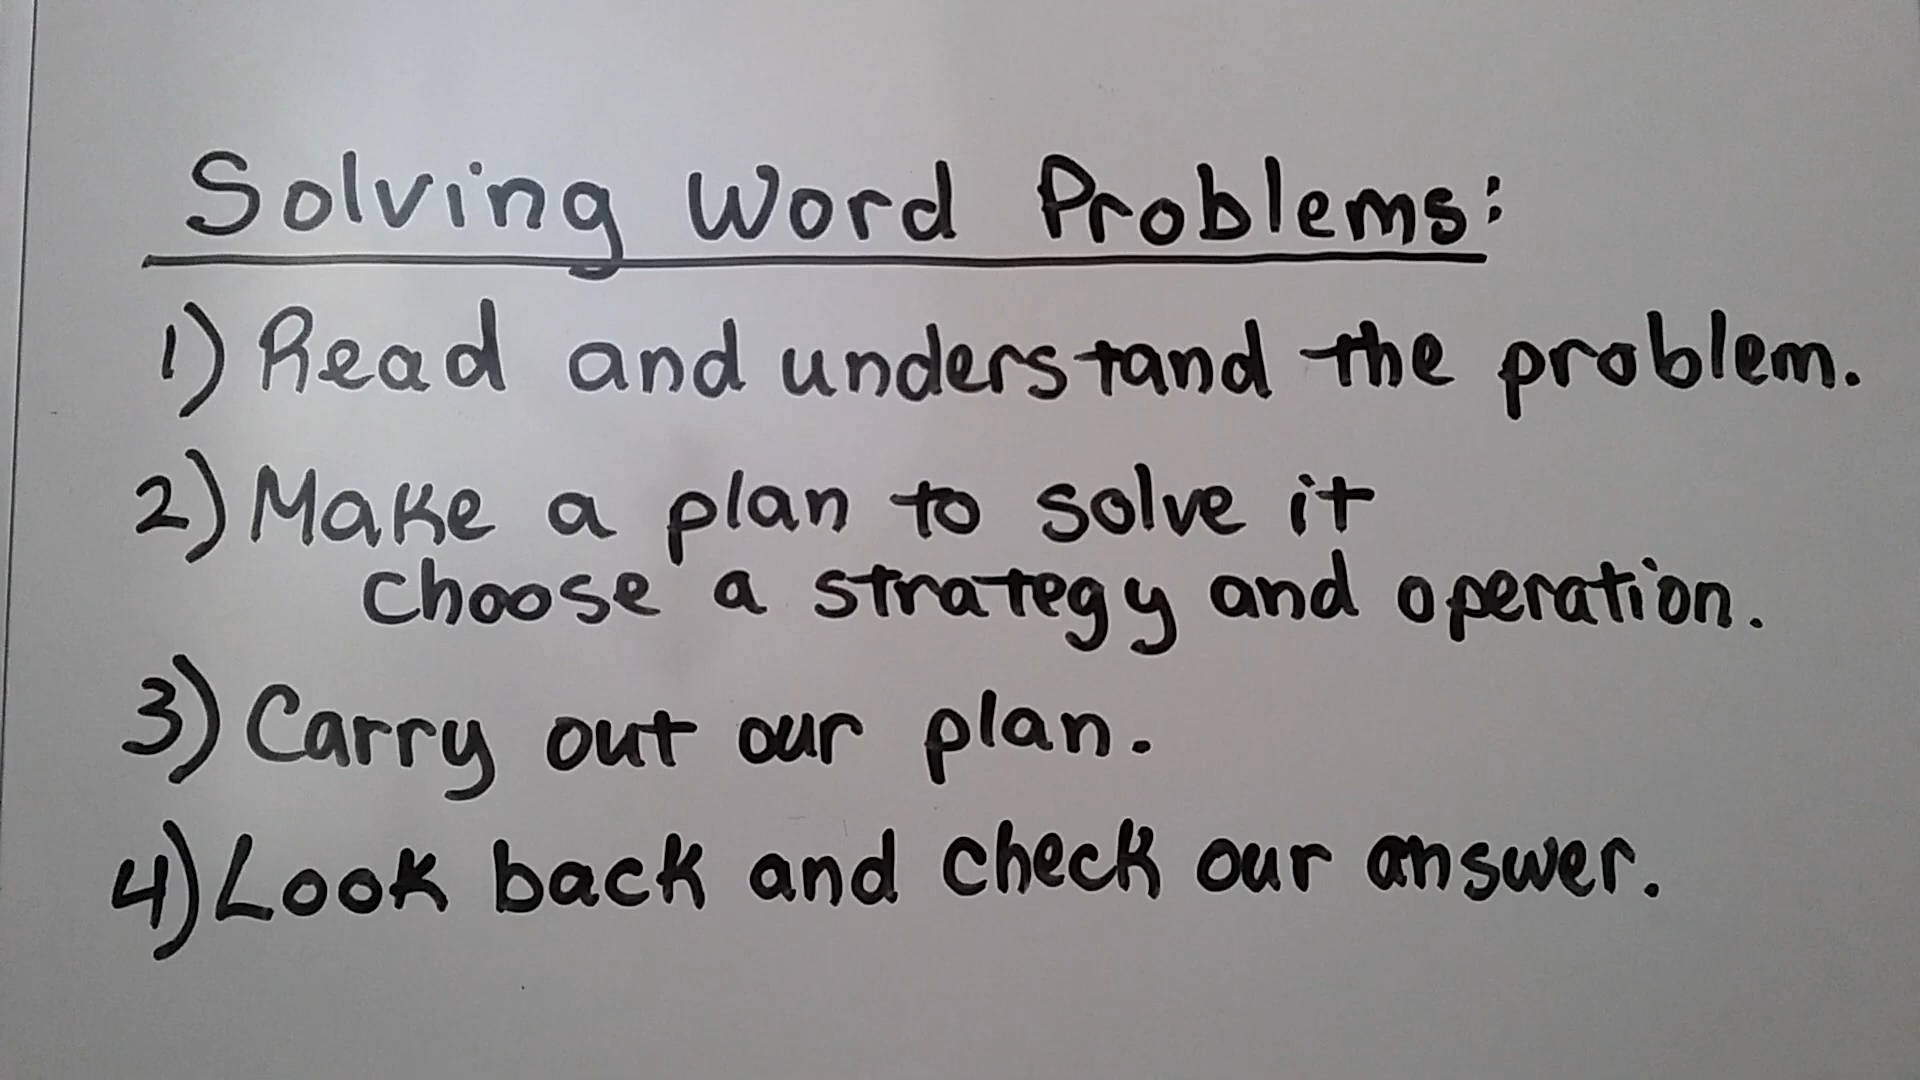 Solving Word Problems:
1) Read and understand the problem.
2) Make a plan to solve it
choose a strategy and operation.
3) Carry out our plan.
4) Look back and check our answer.